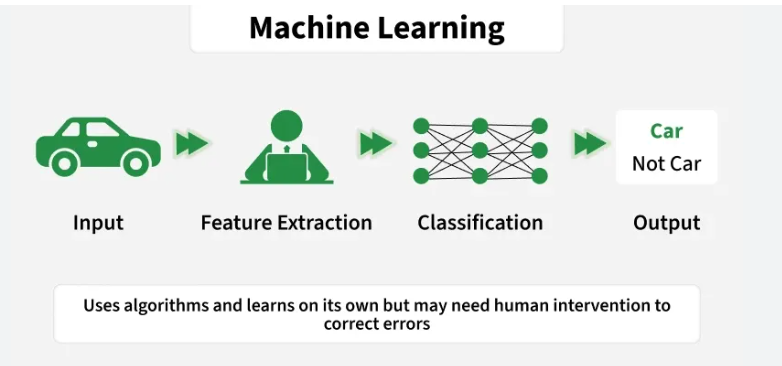 Machine Learning
Car
Not Car
Input
Feature Extraction
Classification
Output
Uses algorithms and learns on its own but may need human intervention to
correct errors